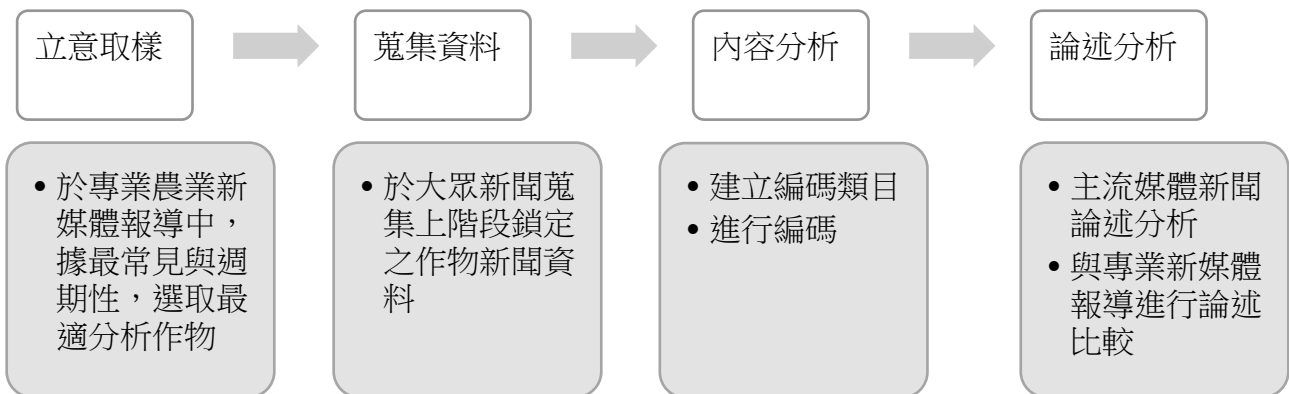 立意取樣
蒐集資料
內容分析
論述分析
• 於專業農業新
媒體報導中，
據最常見與週
期性，選取最
適分析作物
• 於大眾新聞蒐
集上階段鎖定
之作物新聞資
料
• 建立編碼類目
• 進行編碼
• 主流媒體新聞
論述分析
• 與專業新媒體
報導進行論述
比較